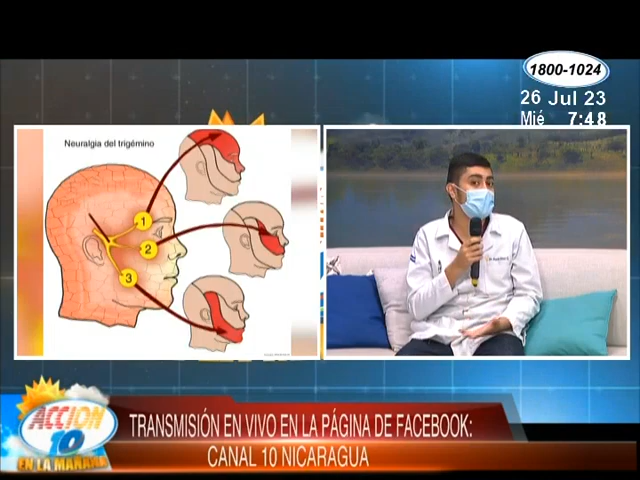 1800-1024
26 Jul 23
Mié 7:48
Neuralgia del trigémino
1
2
3
ACCIÓN
10
EN LA MAÑANA
TRANSMISIÓN EN VIVO EN LA PÁGINA DE FACEBOOK:
CANAL 10 NICARAGUA